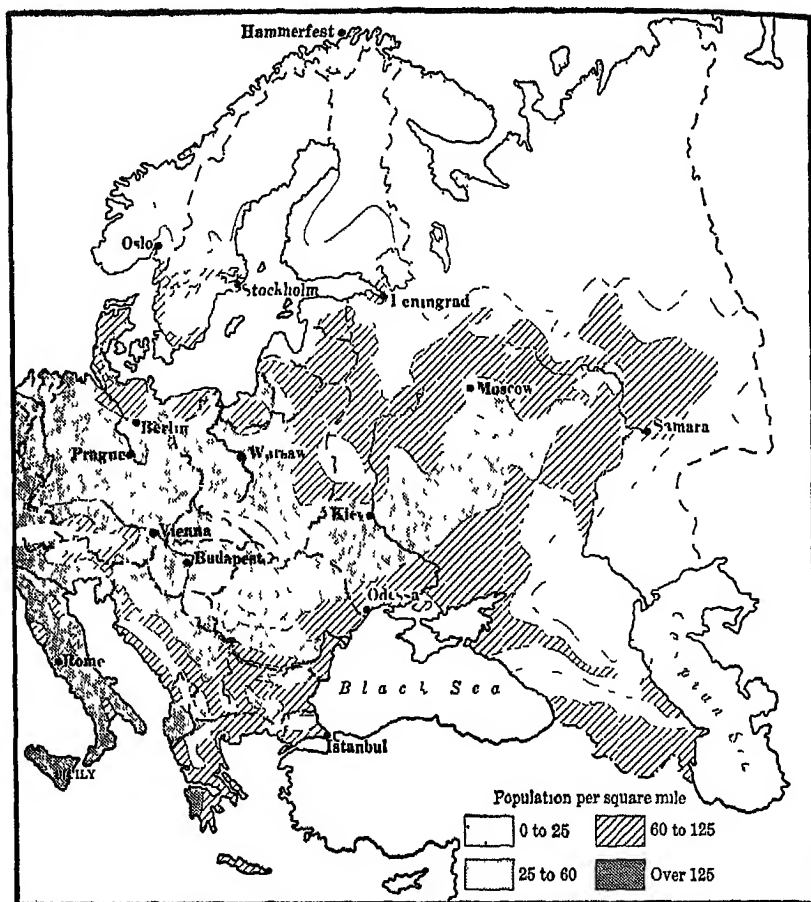 Hammerfest
Oslo
Stockholm
Leningrad
Moscow
Samara
Berlin
Prague
Warsaw
Kiev
Vienna
Budapest
Odessa
Rome
Black Sea
Istanbul
Population per square mile
0 to 25
60 to 125
25 to 60
Over 125